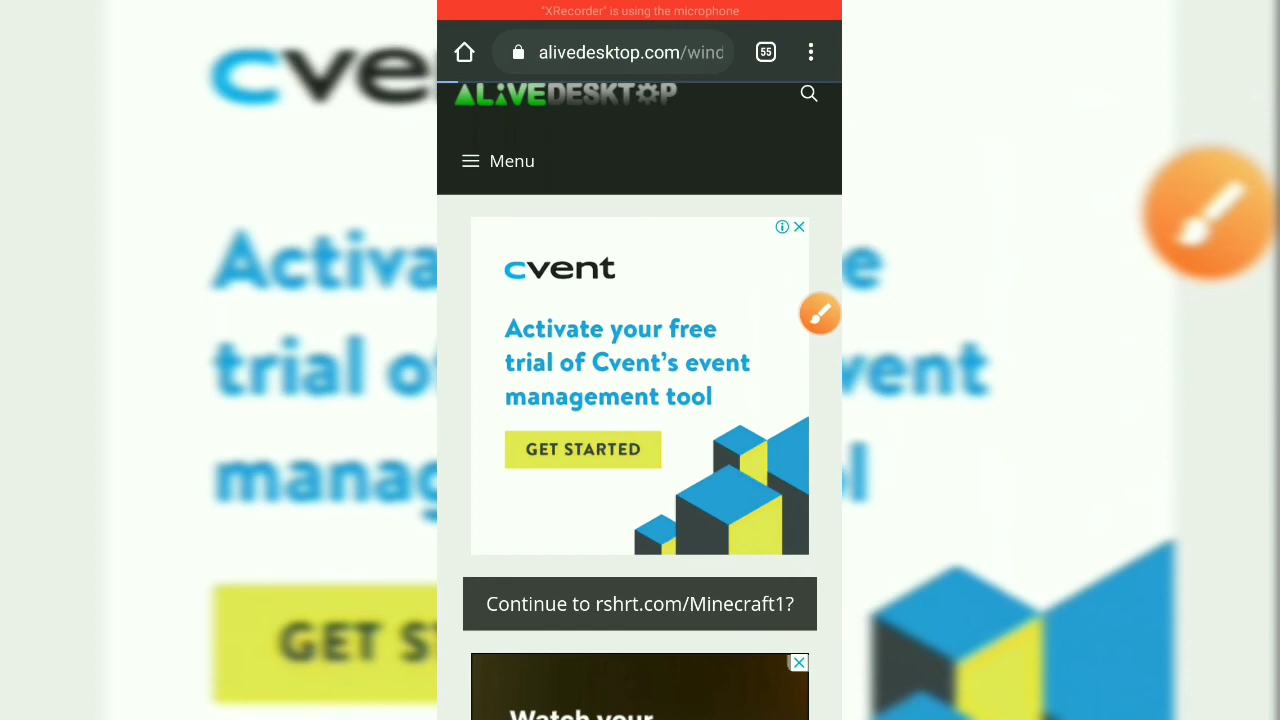 "XRecorder" is using the microphone
alivedesktop.com/wind
55
ALIVEDESKTOP
Menu
cvent
Activate your free
trial of Cvent's event
management tool
GET STARTED
Continue to rshrt.com/Minecraft1?
Watch your